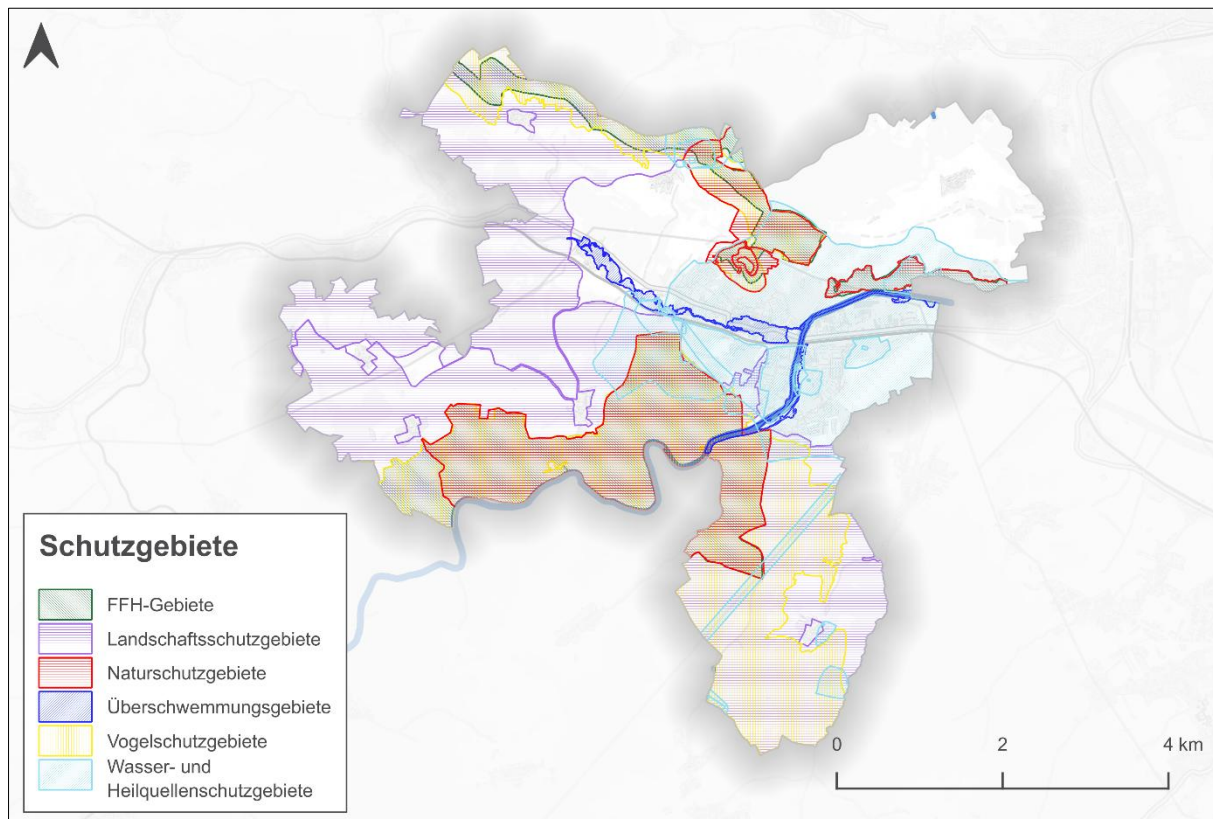 Schutzgebiete
FFH-Gebiete
Landschaftsschutzgebiete
Naturschutzgebiete
Überschwemmungsgebiete
Vogelschutzgebiete
Wasser- und
Heilquellenschutzgebiete
0 2 4 km